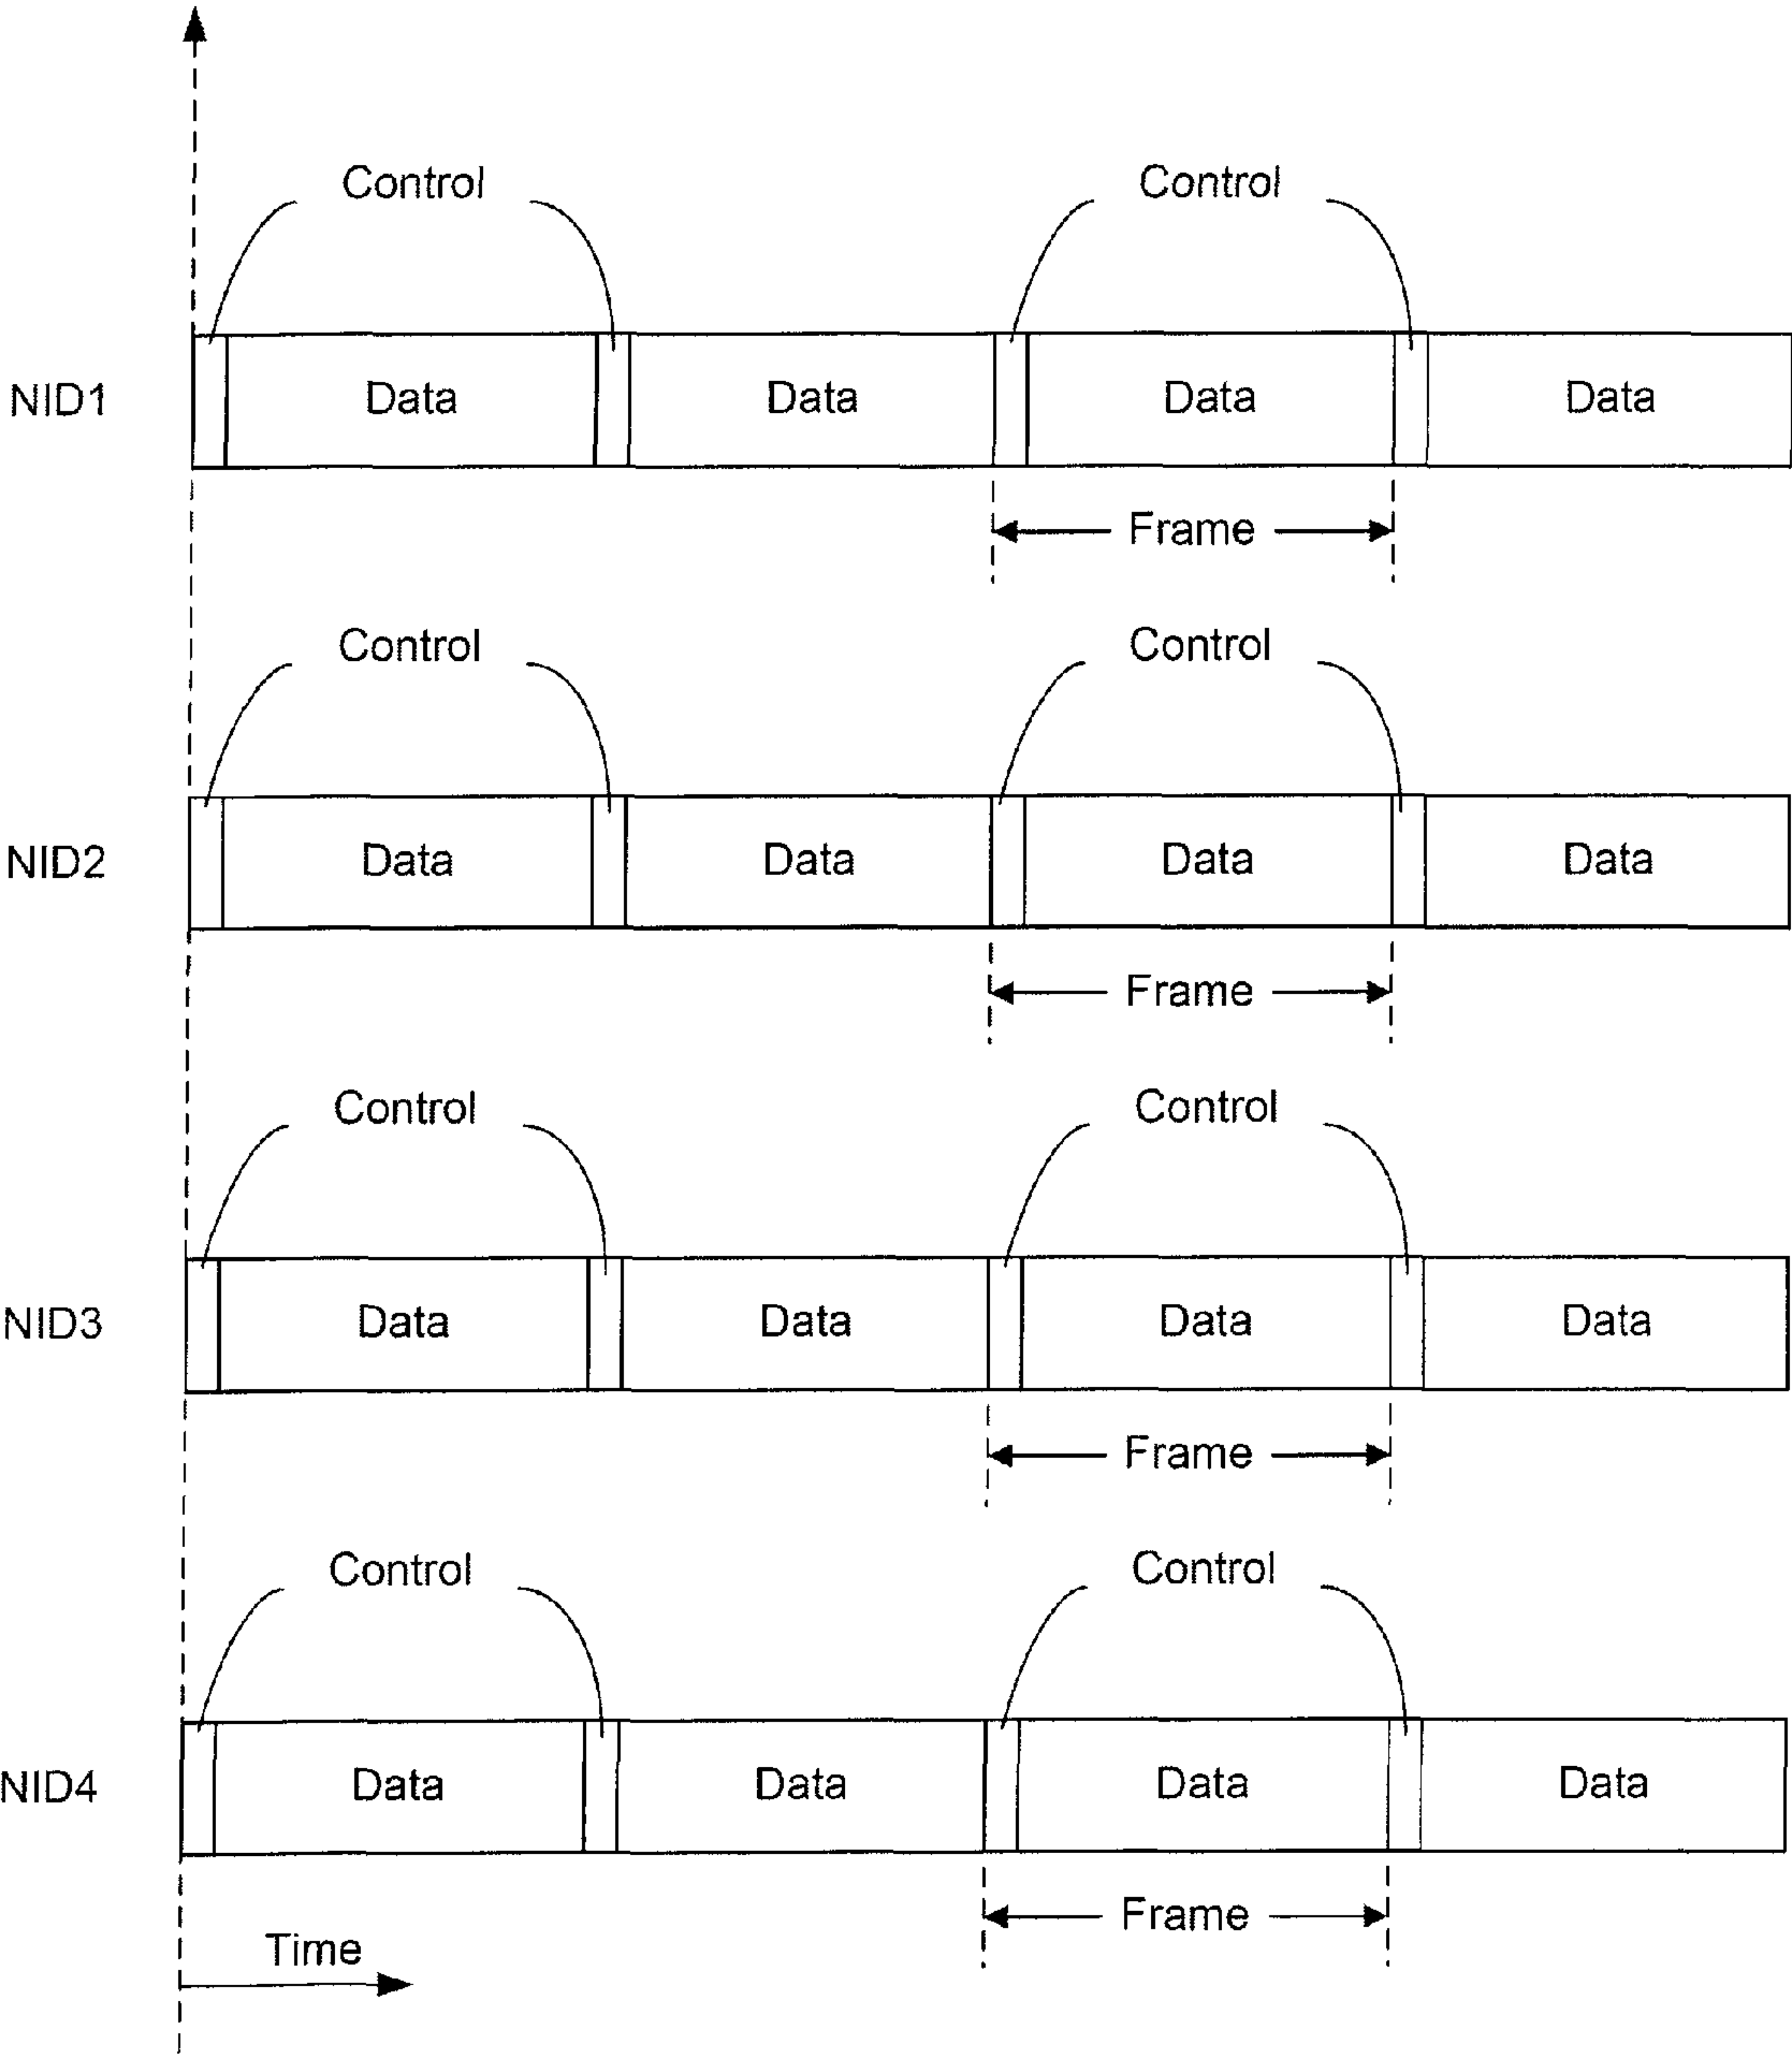 Control Control
NID1 Data Data Data Data
Frame
Control Control
NID2 Data Data Data Data
Frame
Control Control
NID3 Data Data Data Data
Frame
Control Control
NID4 Data Data Data Data
Frame
Time